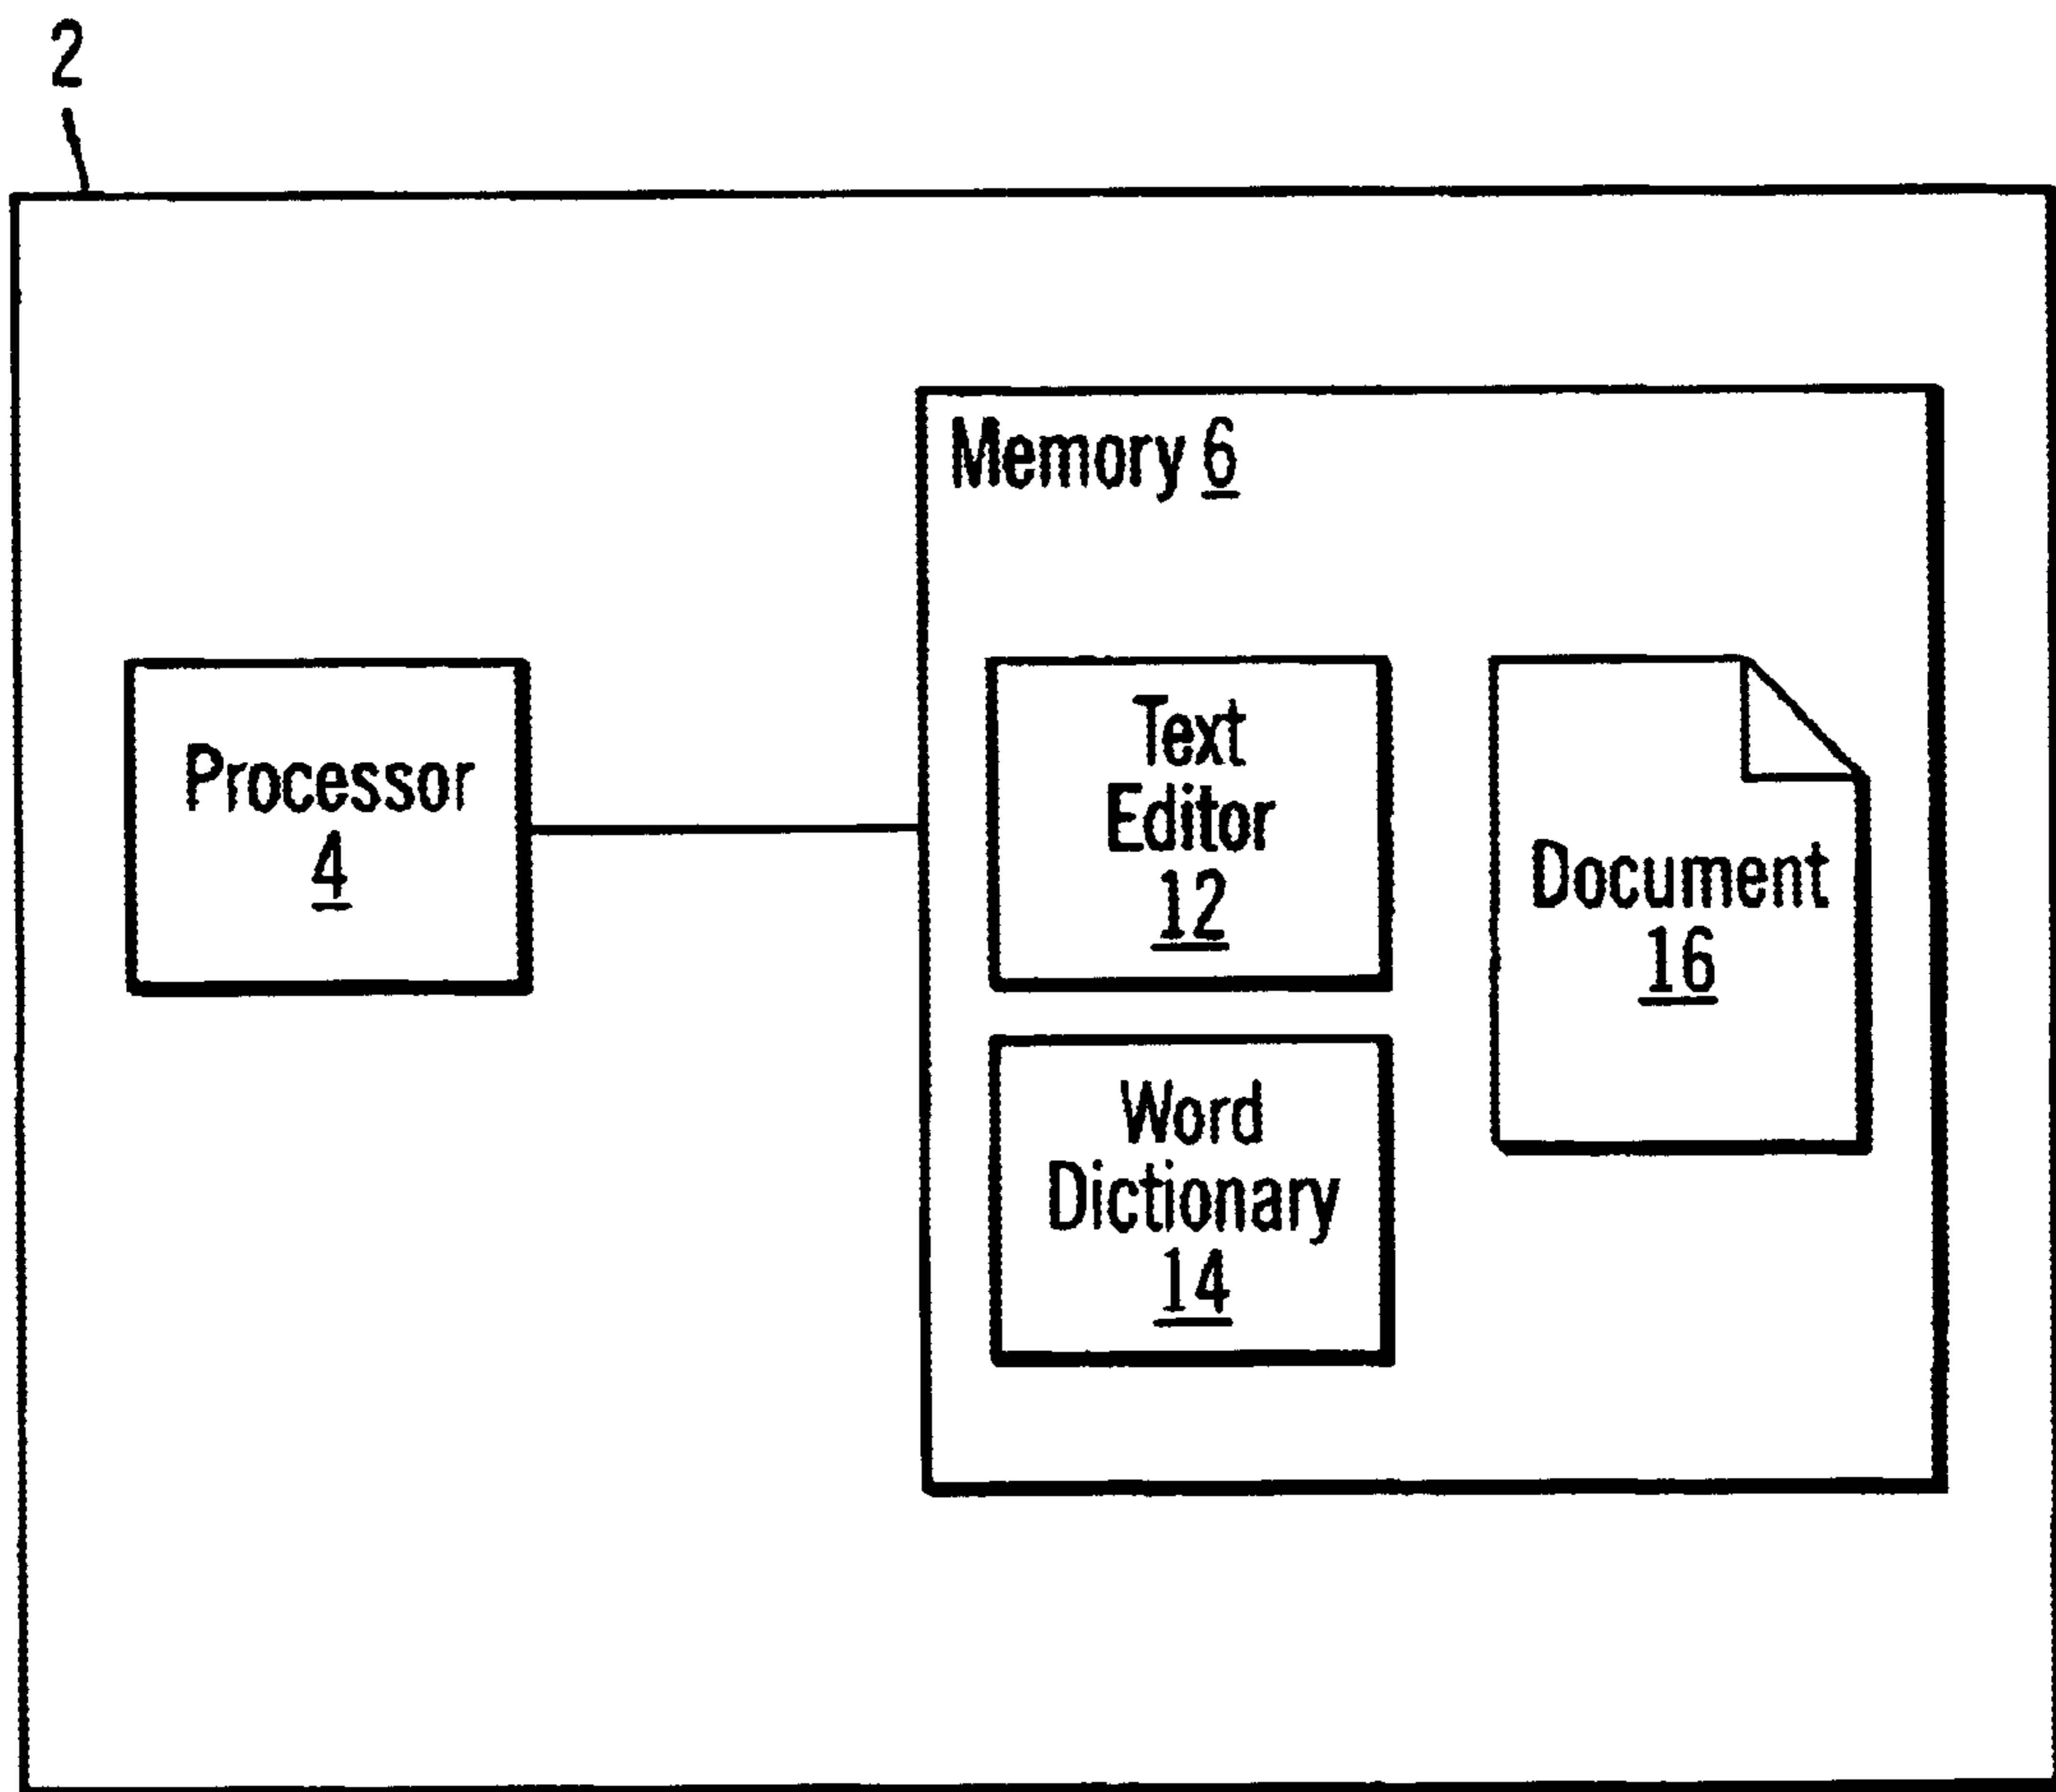 2
Memory 6
Processor
4
Text
Editor
12
Document
16
Word
Dictionary
14